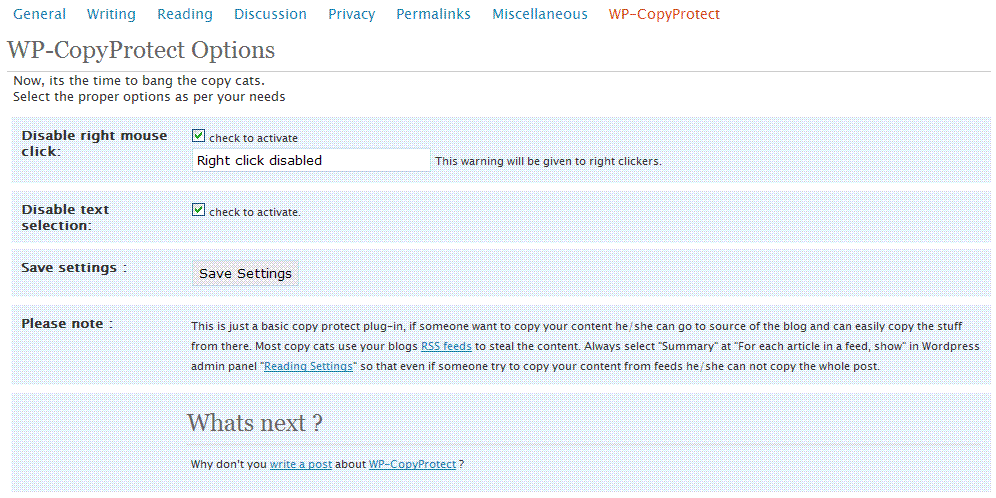 General Writing Reading Discussion Privacy Permalinks Miscellaneous WP-CopyProtect
WP-CopyProtect Options
Now, its the time to bang the copy cats.
Select the proper options as per your needs
Disable right mouse click:
check to activate
Right click disabled This warning will be given to right clickers.
Disable text selection:
check to activate.
Save settings :
Save Settings
Please note :
This is just a basic copy protect plug-in, if someone want to copy your content he/she can go to source of the blog and can easily copy the stuff
from there. Most copy cats use your blogs RSS feeds to steal the content. Always select "Summary" at "For each article in a feed, show" in Wordpress
admin panel "Reading Settings" so that even if someone try to copy your content from feeds he/she can not copy the whole post.
Whats next ?
Why don't you write a post about WP-CopyProtect ?